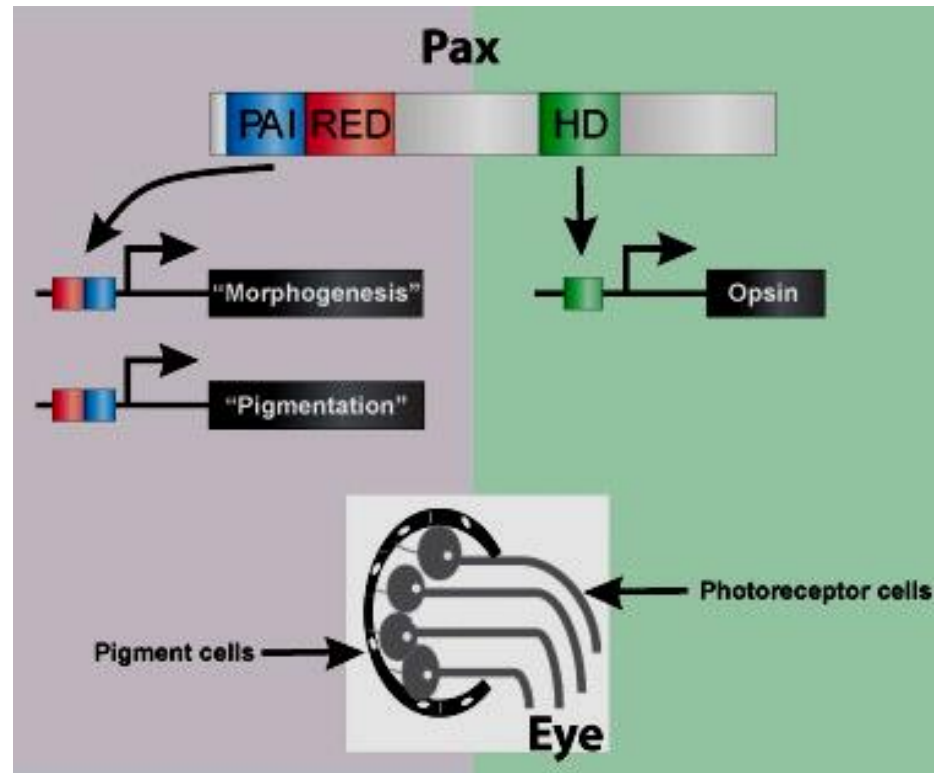 Pax
PAI RED HD
"Morphogenesis"
Opsin
"Pigmentation"
Photoreceptor cells
Pigment cells
Eye